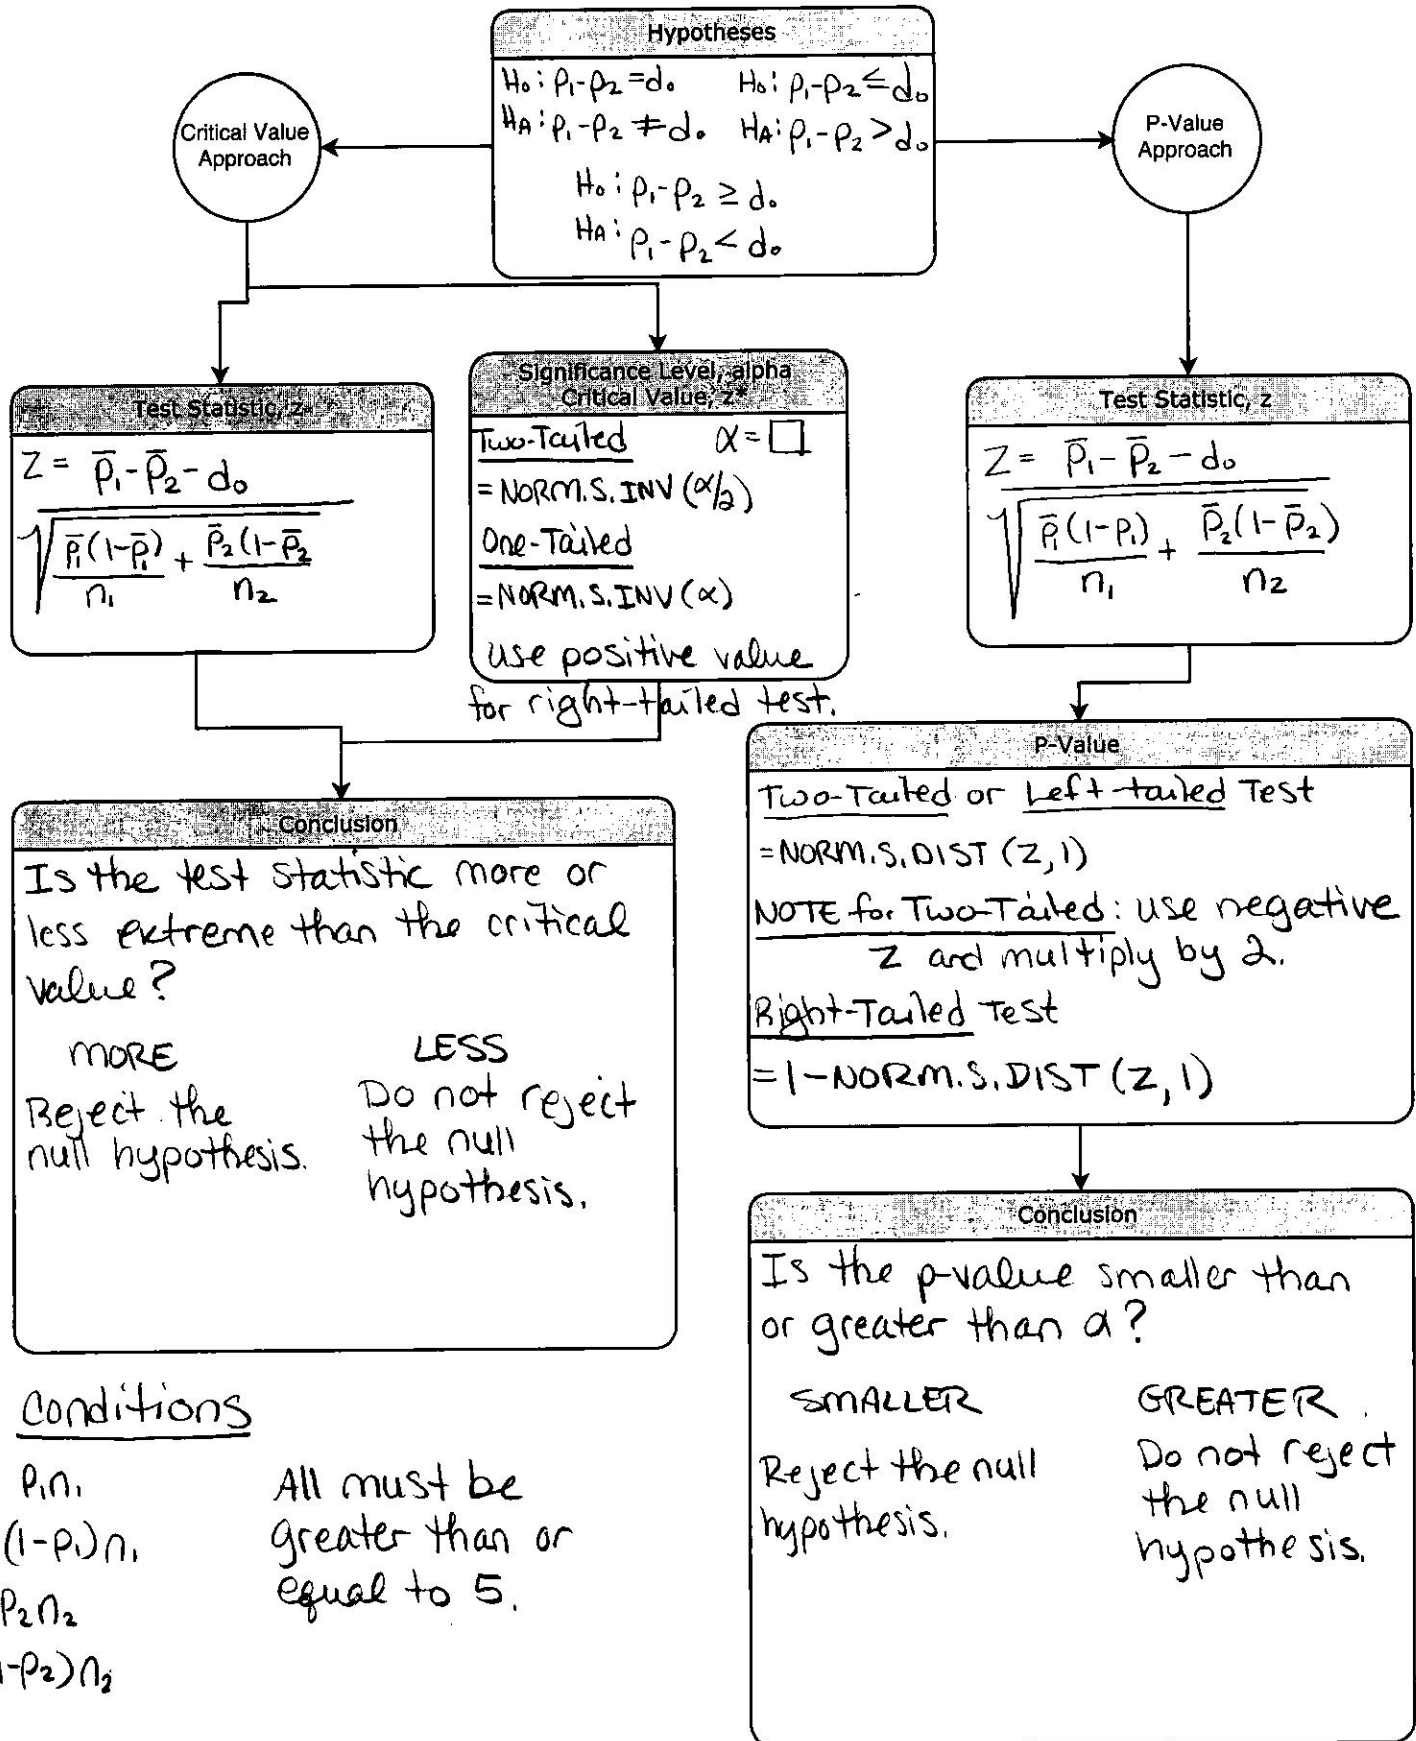 Hypotheses
H₀: p₁-p₂ = d₀
HA: p₁-p₂ ≠ d₀
H₀: p₁-p₂ ≤ d₀
HA: p₁-p₂ > d₀
H₀: p₁-p₂ ≥ d₀
HA: p₁-p₂ < d₀
Critical Value
Approach
P-Value
Approach
Test Statistic, z
Z = p̄₁-p̄₂-d₀
√ p̄₁(1-p̄₁)/n₁ + p̄₂(1-p̄₂/n₂
Significance Level, alpha
Critical Value, z*
Two-Tailed α = □
=NORM.S.INV(α/2)
One-Tailed
=NORM.S.INV(α)
use positive value
for right-tailed test.
Test Statistic, z
Z = p̄₁-p̄₂-d₀
√ p̄₁(1-p₁)/n₁ + p̄₂(1-p̄₂)/n₂
Conclusion
Is the test statistic more or
less extreme than the critical
value?
MORE
Reject the
null hypothesis.
LESS
Do not reject
the null
hypothesis.
P-Value
Two-Tailed or Left-tailed Test
=NORM.S.DIST(Z,1)
NOTE for Two-Tailed: use negative
z and multiply by 2.
Right-Tailed Test
=1-NORM.S.DIST(Z,1)
Conclusion
Is the p-value smaller than
or greater than α?
SMALLER
Reject the null
hypothesis.
GREATER
Do not reject
the null
hypothesis.
Conditions
p₁n₁
(1-p₁)n₁
p₂n₂
1-p₂)n₂
All must be
greater than or
equal to 5.